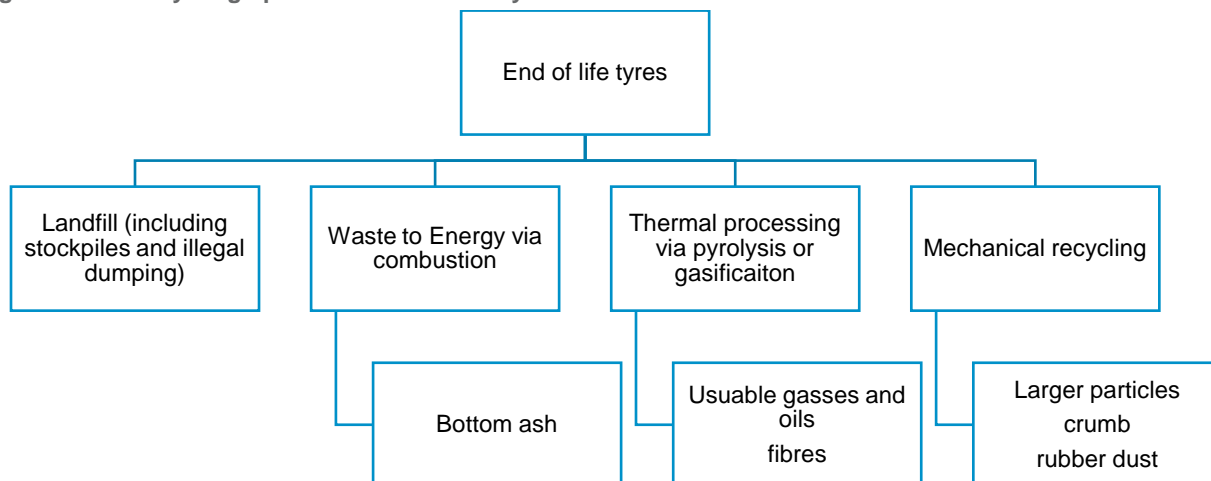 End of life tyres
Landfill (including
stockpiles and illegal
dumping)
Waste to Energy via
combustion
Thermal processing
via pyrolysis or
gasificaiton
Mechanical recycling
Bottom ash
Usuable gasses and
oils
fibres
Larger particles
crumb
rubber dust